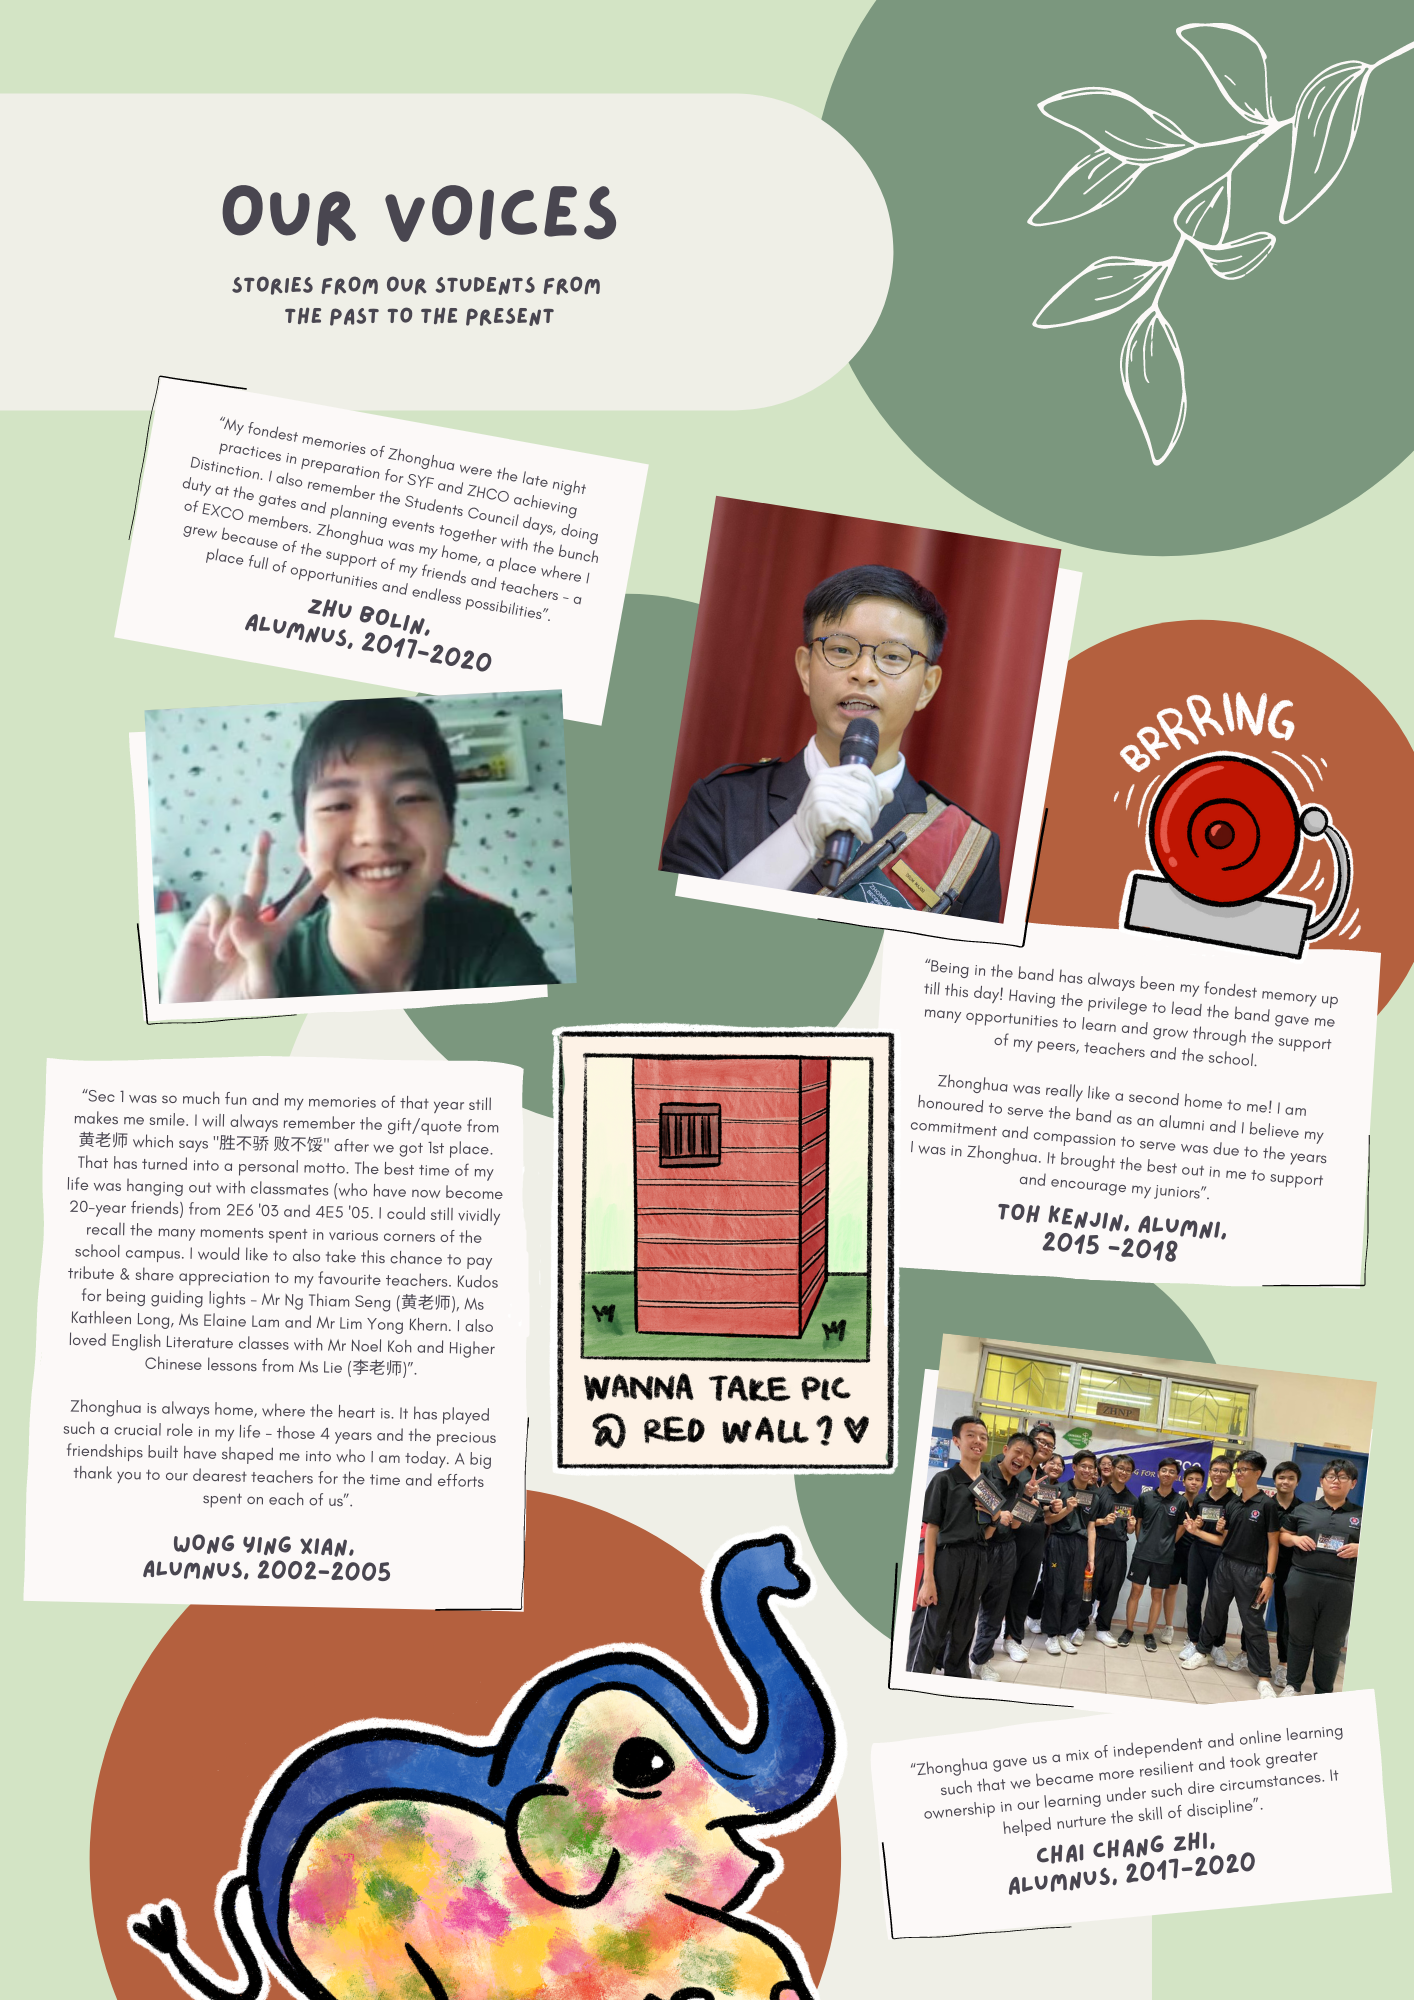 OUR VOICES
STORIES FROM OUR STUDENTS FROM
THE PAST TO THE PRESENT
“My fondest memories of Zhonghua were the late night
practices in preparation for SYF and ZHCO achieving
Distinction. I also remember the Students Council days, doing
duty at the gates and planning events together with the bunch
of EXCO members. Zhonghua was my home, a place where I
grew because of the support of my friends and teachers - a
place full of opportunities and endless possibilities”.
ZHU BOLIN,
ALUMNUS, 2017-2020
BRRRING
“Being in the band has always been my fondest memory up
till this day! Having the privilege to lead the band gave me
many opportunities to learn and grow through the support
of my peers, teachers and the school.
Zhonghua was really like a second home to me! I am
honoured to serve the band as an alumni and I believe my
commitment and compassion to serve was due to the years
I was in Zhonghua. It brought the best out in me to support
and encourage my juniors”.
TOH KENJIN, ALUMNI,
2015 -2018
“Sec 1 was so much fun and my memories of that year still
makes me smile. I will always remember the gift/quote from
黄老师 which says "胜不骄 败不馁" after we got 1st place.
That has turned into a personal motto. The best time of my
life was hanging out with classmates (who have now become
20-year friends) from 2E6 '03 and 4E5 '05. I could still vividly
recall the many moments spent in various corners of the
school campus. I would like to also take this chance to pay
tribute & share appreciation to my favourite teachers. Kudos
for being guiding lights - Mr Ng Thiam Seng (黄老师), Ms
Kathleen Long, Ms Elaine Lam and Mr Lim Yong Khern. I also
loved English Literature classes with Mr Noel Koh and Higher
Chinese lessons from Ms Lie (李老师)”.
Zhonghua is always home, where the heart is. It has played
such a crucial role in my life - those 4 years and the precious
friendships built have shaped me into who I am today. A big
thank you to our dearest teachers for the time and efforts
spent on each of us”.
WONG YING XIAN,
ALUMNUS, 2002-2005
WANNA TAKE PIC
@ RED WALL?
ZHNP
“Zhonghua gave us a mix of independent and online learning
such that we became more resilient and took greater
ownership in our learning under such dire circumstances. It
helped nurture the skill of discipline”.
CHAI CHANG ZHI,
ALUMNUS, 2017-2020